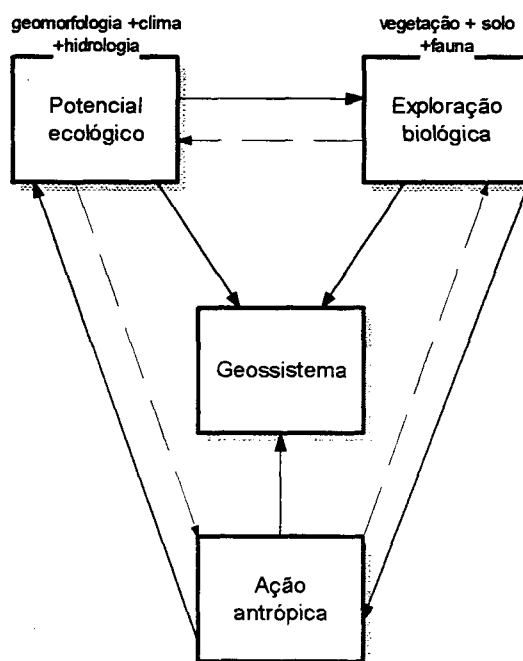 geomorfologia +clima
+hidrologia
vegetação + solo
+fauna
Potencial
ecológico
Exploração
biológica
Geossistema
Ação
antrópica